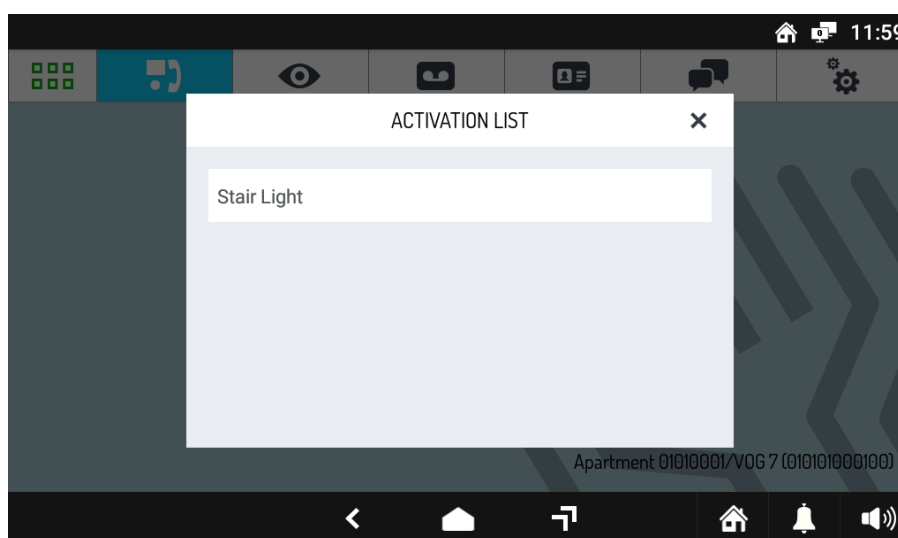 11:59
ACTIVATION LIST
Stair Light
Apartment 01010001/VOG 7 (010101000100)